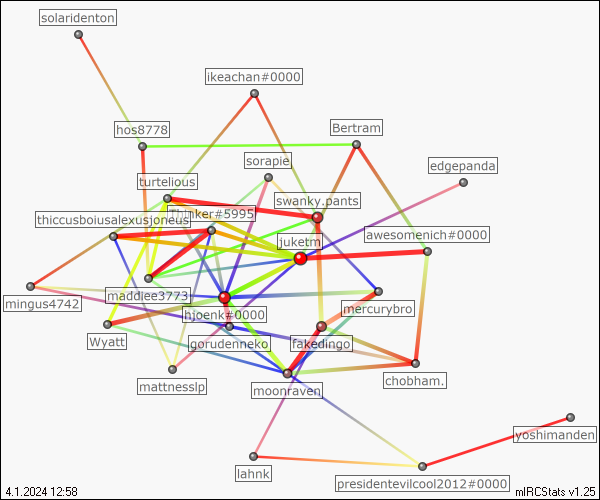 solaridenton
ikeachan#0000
hos8778
Bertram
sorapie
edgepanda
turtelious
swanky.pants
thiccusboiusalexusjoneus
Thinker#5995
juketm
awesomenich#0000
mingus4742
maddiee3773
mercurybro
hjoenk#0000
Wyatt
gorudenneko
fakedingo
mattnesslp
moonraven
chobham.
yoshimanden
lahnk
presidentevilcool2012#0000
4.1.2024 12:58
mIRCStats v1.25